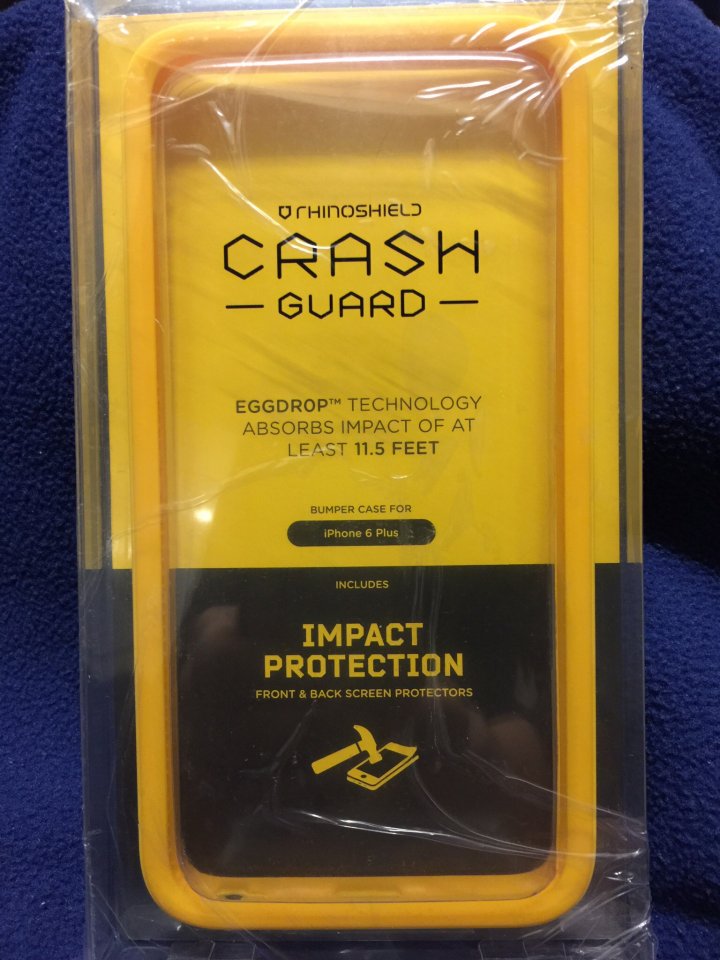 RHINOSHIELD
CRASH
GUARD
EGGDROP™ TECHNOLOGY
ABSORBS IMPACT OF AT
LEAST 11.5 FEET
BUMPER CASE FOR
iPhone 6 Plus
INCLUDES
IMPACT
PROTECTION
FRONT & BACK SCREEN PROTECTORS